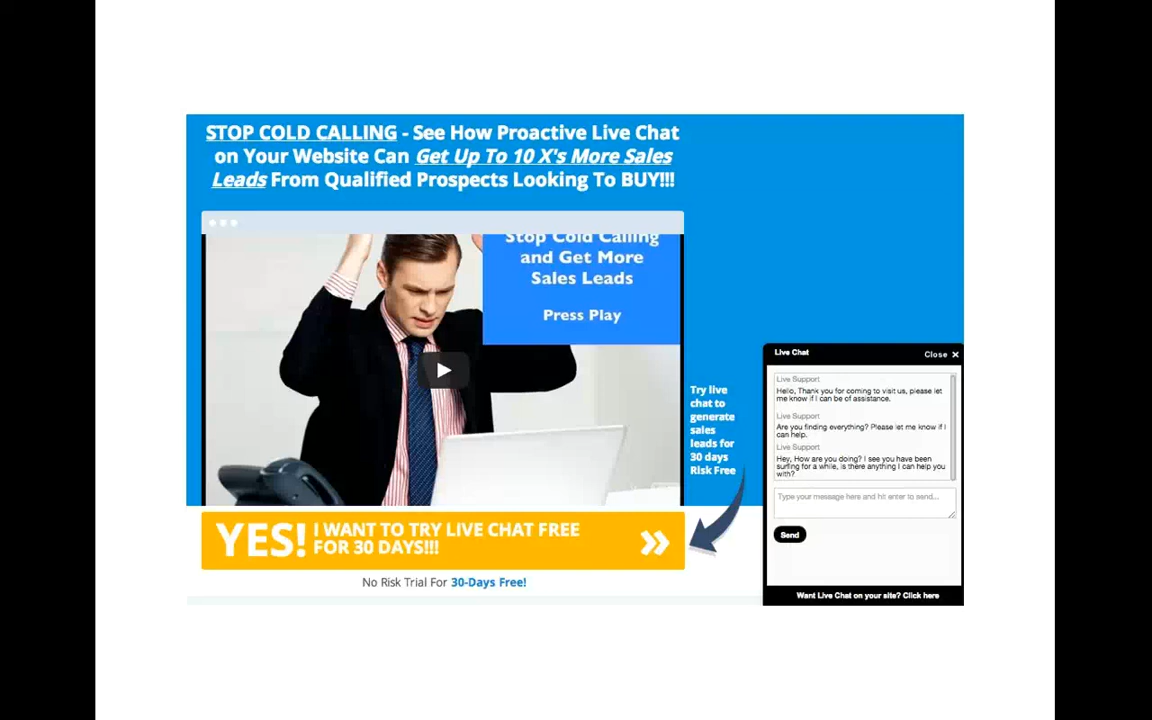 STOP COLD CALLING - See How Proactive Live Chat
on Your Website Can Get Up To 10 X's More Sales
Leads From Qualified Prospects Looking To BUY!!!
Stop Cold Calling
and Get More
Sales Leads
Press Play
Try live
chat to
generate
sales
leads for
30 days
Risk Free
YES! I WANT TO TRY LIVE CHAT FREE
FOR 30 DAYS!!!
No Risk Trial For 30-Days Free!
Live Chat
Close X
Live Support
Hello, Thank you for coming to visit us, please let
me know if I can be of assistance.
Live Support
Are you finding everything? Please let me know if I
can help.
Live Support
Hey, How are you doing? I see you have been
surfing for a while, is there anything I can help you
with?
Type your message here and hit enter to send...
Send
Want Live Chat on your site? Click here